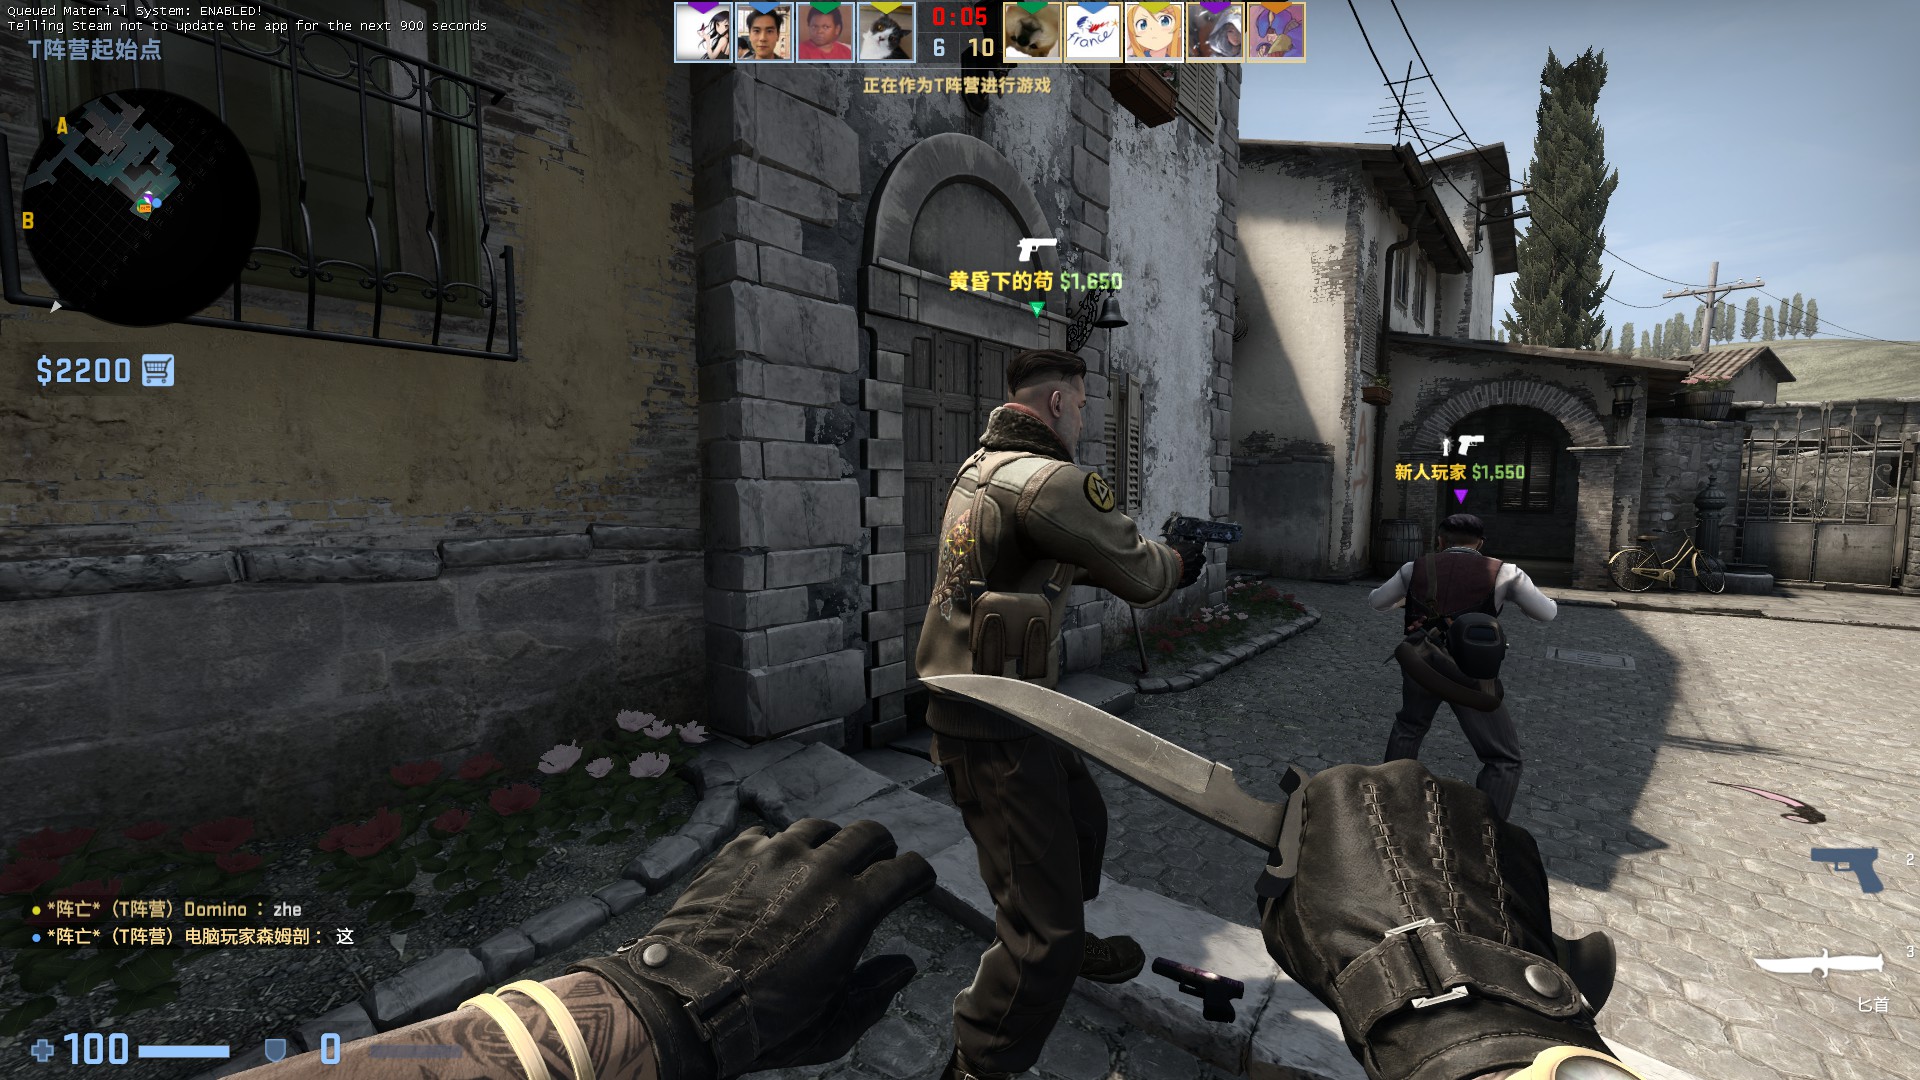 Queued Material System: ENABLED!
Telling Steam not to update the app for the next 900 seconds
T阵营起始点
0:05
6 10
正在作为T阵营进行游戏
france
A
B
黄昏下的苟 $1,650
新人玩家 $1,550
$2200
2
3
匕首
*阵亡* (T阵营) Domino : zhe
*阵亡* (T阵营) 电脑玩家森姆剖: 这
100
0